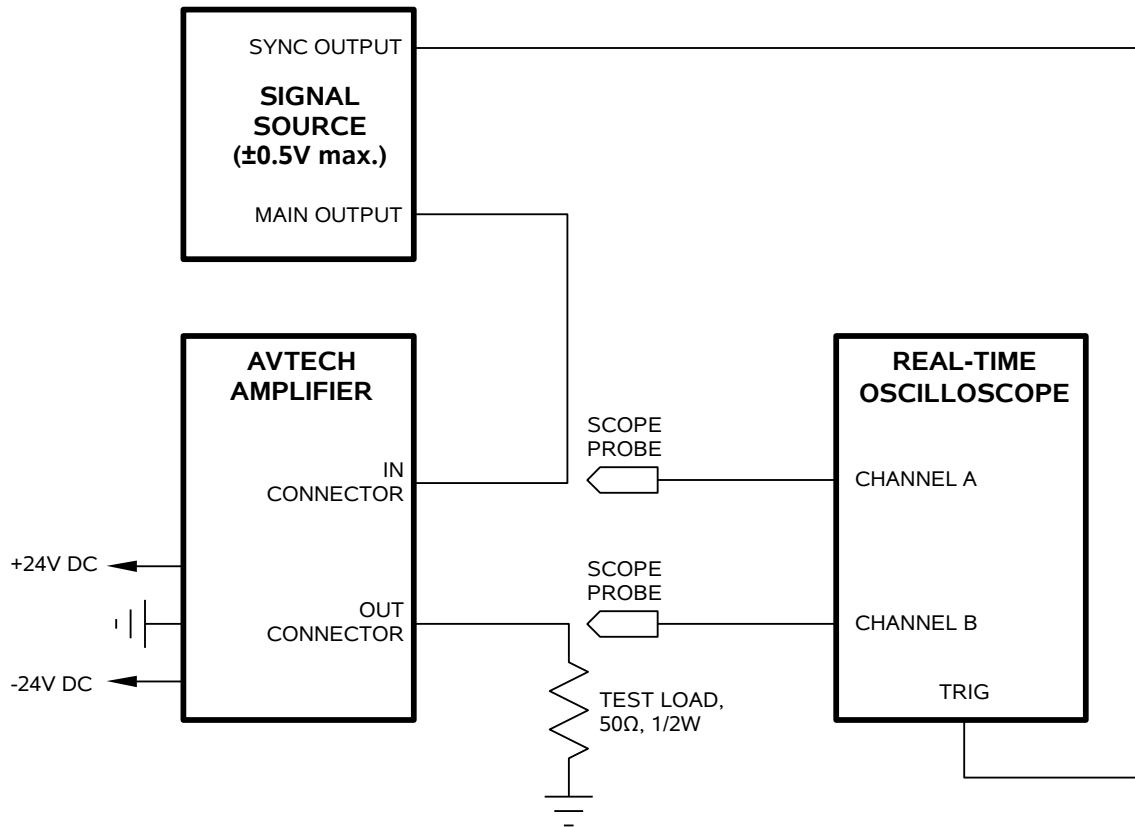 SYNC OUTPUT
SIGNAL
SOURCE
(±0.5V max.)
MAIN OUTPUT
AVTECH
AMPLIFIER
IN
CONNECTOR
+24V DC
OUT
CONNECTOR
-24V DC
SCOPE
PROBE
SCOPE
PROBE
TEST LOAD,
50Ω, 1/2W
REAL-TIME
OSCILLOSCOPE
CHANNEL A
CHANNEL B
TRIG